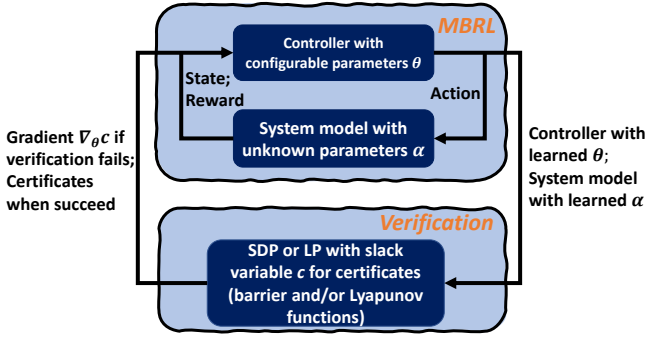 MBRL
Controller with
configurable parameters θ
State;
Reward
Action
System model with
unknown parameters α
Gradient ∇θc if
verification fails;
Certificates
when succeed
Controller with
learned θ;
System model
with learned α
Verification
SDP or LP with slack
variable c for certificates
(barrier and/or Lyapunov
functions)